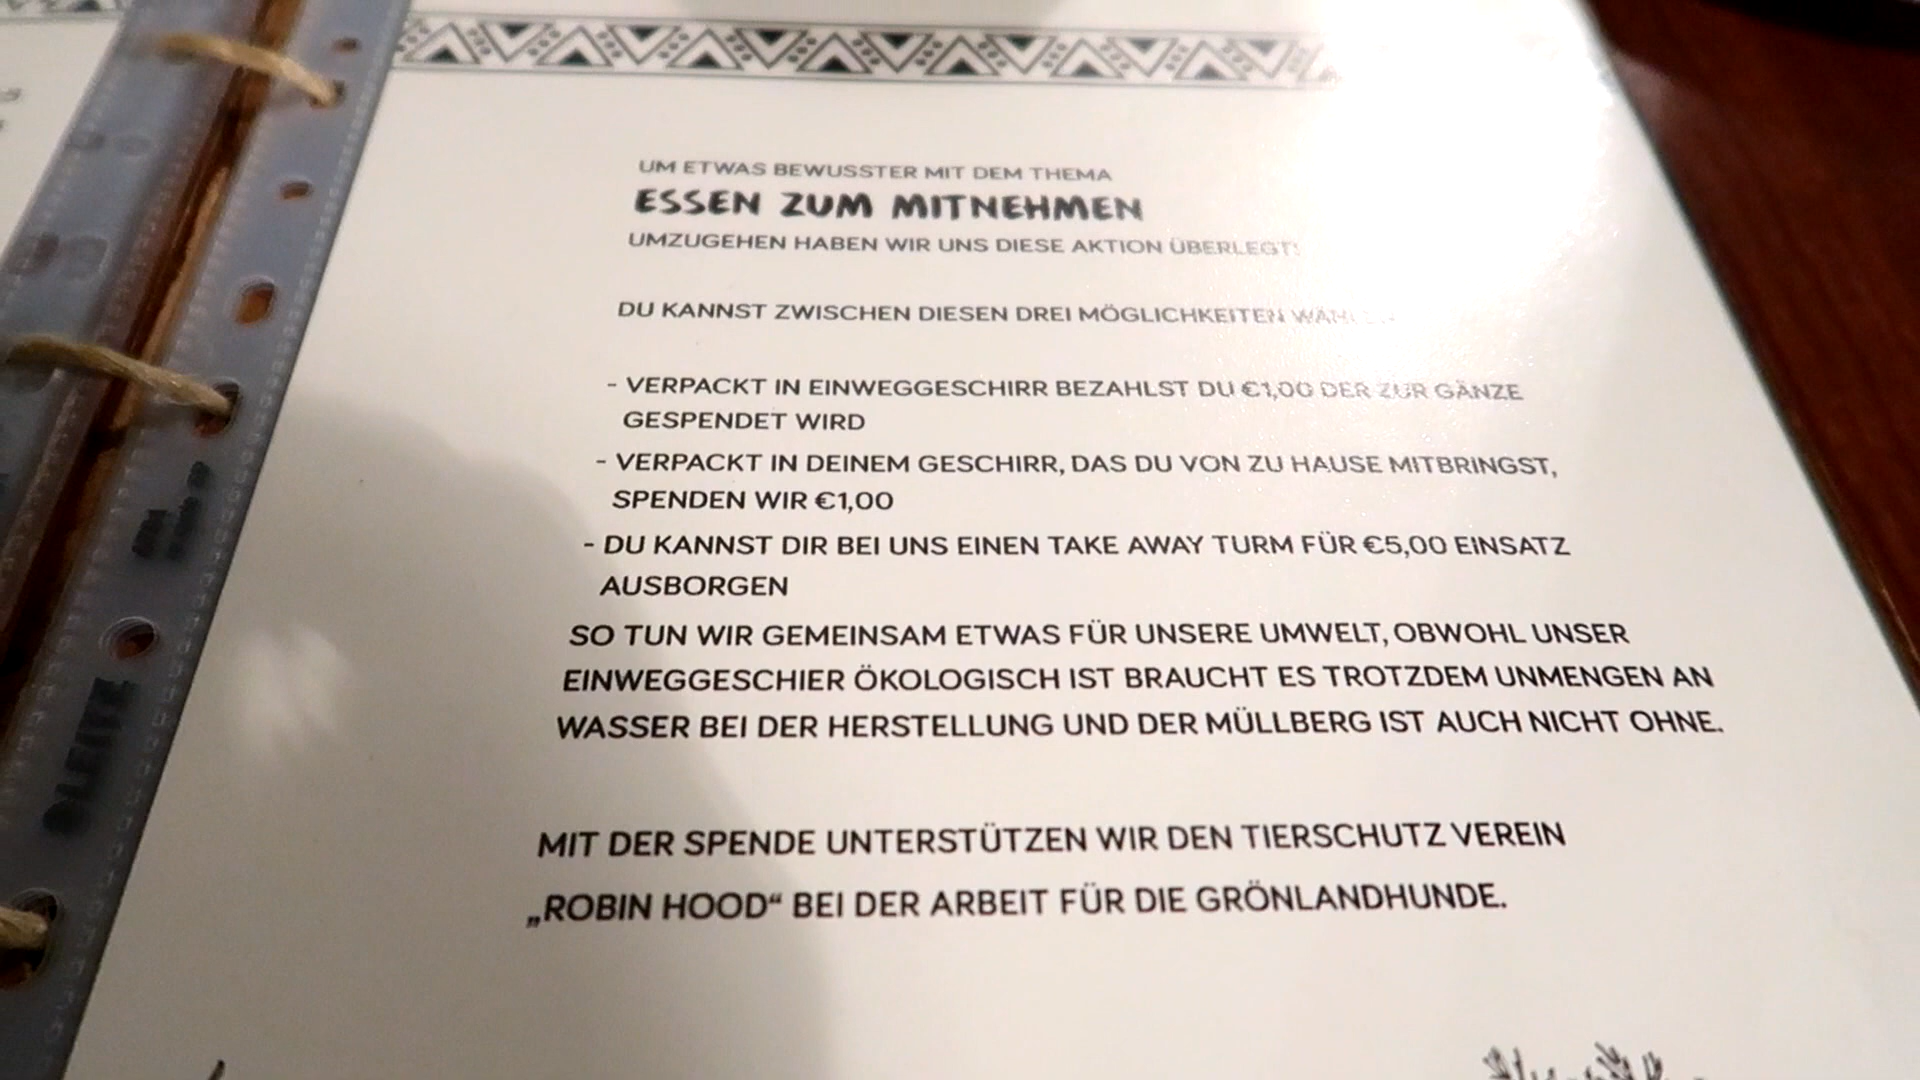 UM ETWAS BEWUSSTER MIT DEM THEMA
ESSEN ZUM MITNEHMEN
UMZUGEHEN HABEN WIR UNS DIESE AKTION ÜBERLEGT:
DU KANNST ZWISCHEN DIESEN DREI MÖGLICHKEITEN
- VERPACKT IN EINWEGGESCHIRR BEZAHLST DU €1,00 DER ZUR GÄNZE
GESPENDET WIRD
- VERPACKT IN DEINEM GESCHIRR, DAS DU VON ZU HAUSE MITBRINGST,
SPENDEN WIR €1,00
- DU KANNST DIR BEI UNS EINEN TAKE AWAY TURM FÜR €5,00 EINSATZ
AUSBORGEN
SO TUN WIR GEMEINSAM ETWAS FÜR UNSERE UMWELT, OBWOHL UNSER
EINWEGGESCHIER ÖKOLOGISCH IST BRAUCHT ES TROTZDEM UNMENGEN AN
WASSER BEI DER HERSTELLUNG UND DER MÜLLBERG IST AUCH NICHT OHNE.
MIT DER SPENDE UNTERSTÜTZEN WIR DEN TIERSCHUTZ VEREIN
„ROBIN HOOD“ BEI DER ARBEIT FÜR DIE GRÖNLANDHUNDE.
LEITZ